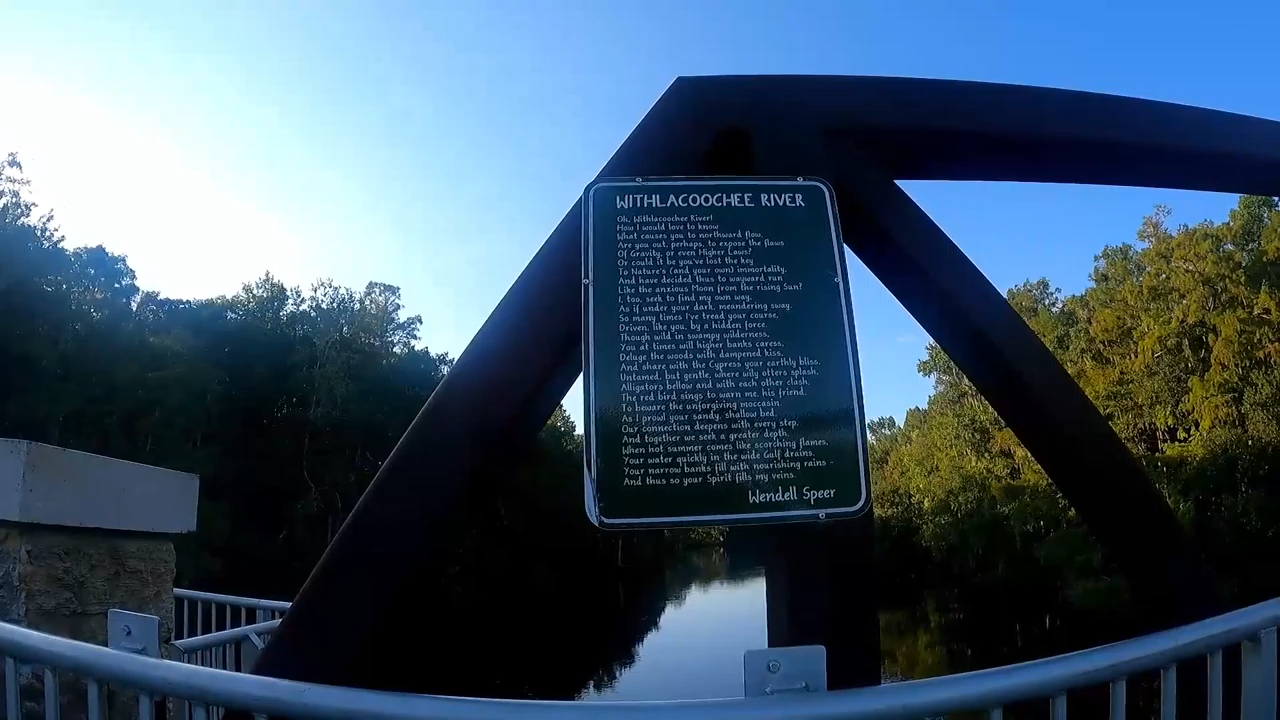 WITHLACOOCHEE RIVER
Oh, Withlacoochee River!
How I would love to know
What causes you to northward flow.
Are you out, perhaps, to expose the flaws
Of Gravity, or even Higher Laws?
Or could it be you've lost the key
To Nature's (and your own) immortality.
And have decided thus to wayward run
Like the anxious Moon from the rising Sun?
I, too, seek to find my own way.
As if under your dark, meandering sway.
So many times I've tread your course,
Driven, like you, by a hidden force.
Though wild in swampy wilderness,
You at times will higher banks caress,
Deluge the woods with dampened kiss.
And share with the Cypress your earthly bliss.
Untamed, but gentle, where wily otters splash,
Alligators bellow and with each other clash,
The red bird sings to warn me, his friend,
To beware the unforgiving moccasin.
As I prowl your sandy, shallow bed.
Our connection deepens with every step.
And together we seek a greater depth.
When hot summer comes like scorching flames,
Your water quickly in the wide Gulf drains.
Your narrow banks fill with nourishing rains -
And thus so your Spirit fills my veins.
Wendell Speer